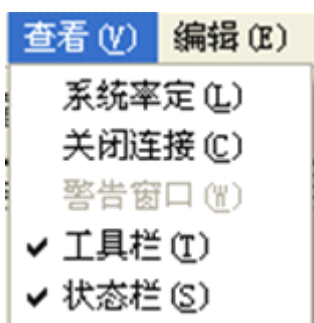 查看(V) 编辑(E)
系统率定(L)
关闭连接(C)
警告窗口(W)
工具栏(T)
状态栏(S)